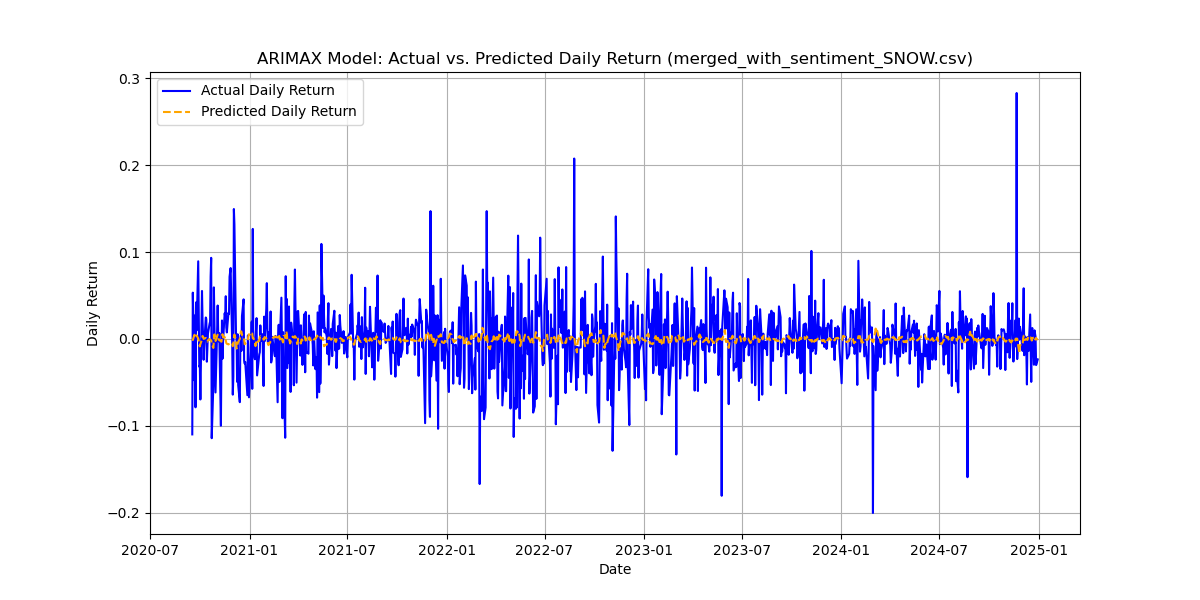 ARIMAX Model: Actual vs. Predicted Daily Return (merged_with_sentiment_SNOW.csv)
Actual Daily Return
Predicted Daily Return
Daily Return
0.3
0.2
0.1
0.0
−0.1
−0.2
2020-07 2021-01 2021-07 2022-01 2022-07 2023-01 2023-07 2024-01 2024-07 2025-01
Date